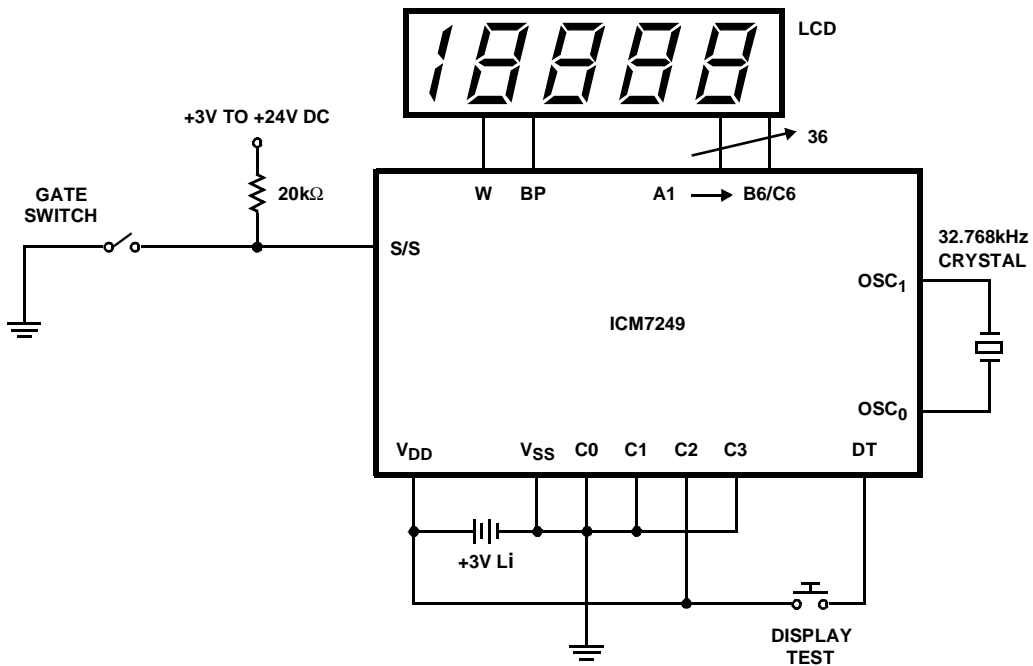 18888
LCD
+3V TO +24V DC
36
20kΩ
W BP A1 B6/C6
GATE
SWITCH
S/S
32.768kHz
CRYSTAL
OSC1
ICM7249
OSC0
VDD VSS C0 C1 C2 C3 DT
+3V Li
DISPLAY
TEST